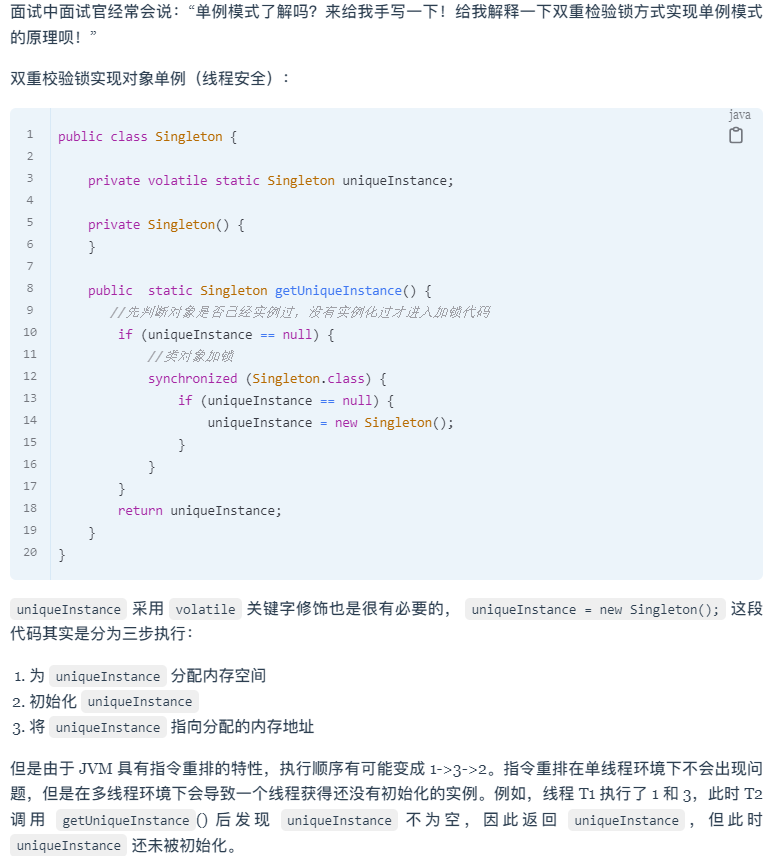 面试中面试官经常会说：“单例模式了解吗？来给我手写一下！给我解释一下双重检验锁方式实现单例模式
的原理呗！”
双重校验锁实现对象单例（线程安全）：
java
1 public class Singleton {
2
3     private volatile static Singleton uniqueInstance;
4
5     private Singleton() {
6     }
7
8     public  static Singleton getUniqueInstance() {
9        //先判断对象是否已经实例过，没有实例化过才进入加锁代码
10         if (uniqueInstance == null) {
11             //类对象加锁
12             synchronized (Singleton.class) {
13                 if (uniqueInstance == null) {
14                     uniqueInstance = new Singleton();
15                 }
16             }
17         }
18         return uniqueInstance;
19     }
20 }
uniqueInstance 采用 volatile 关键字修饰也是很有必要的， uniqueInstance = new Singleton(); 这段
代码其实是分为三步执行：
1. 为 uniqueInstance 分配内存空间
2. 初始化 uniqueInstance
3. 将 uniqueInstance 指向分配的内存地址
但是由于 JVM 具有指令重排的特性，执行顺序有可能变成 1->3->2。指令重排在单线程环境下不会出现问
题，但是在多线程环境下会导致一个线程获得还没有初始化的实例。例如，线程 T1 执行了 1 和 3，此时 T2
调用 getUniqueInstance () 后发现 uniqueInstance 不为空，因此返回 uniqueInstance ，但此时
uniqueInstance 还未被初始化。